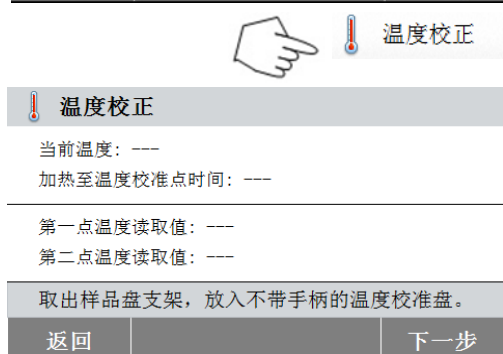 温度校正
温度校正
当前温度: ---
加热至温度校准点时间: ---
第一点温度读取值: ---
第二点温度读取值: ---
取出样品盘支架，放入不带手柄的温度校准盘。
返回
下一步